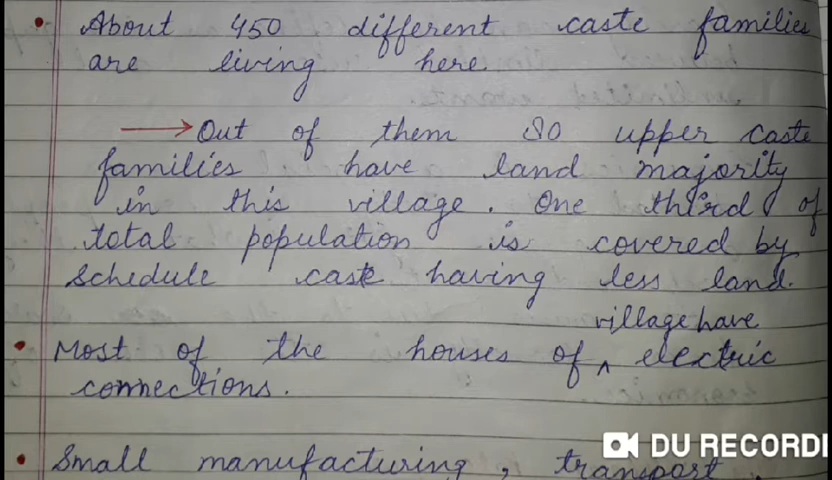 • About 450 different caste families
are living here.
→ Out of them 80 upper caste
families have land majority
in this village. One third of
total population is covered by
schedule caste having less land.
village have
• Most of the houses of ^ electric
connections.
• Small manufacturing, transport,
DU RECORD